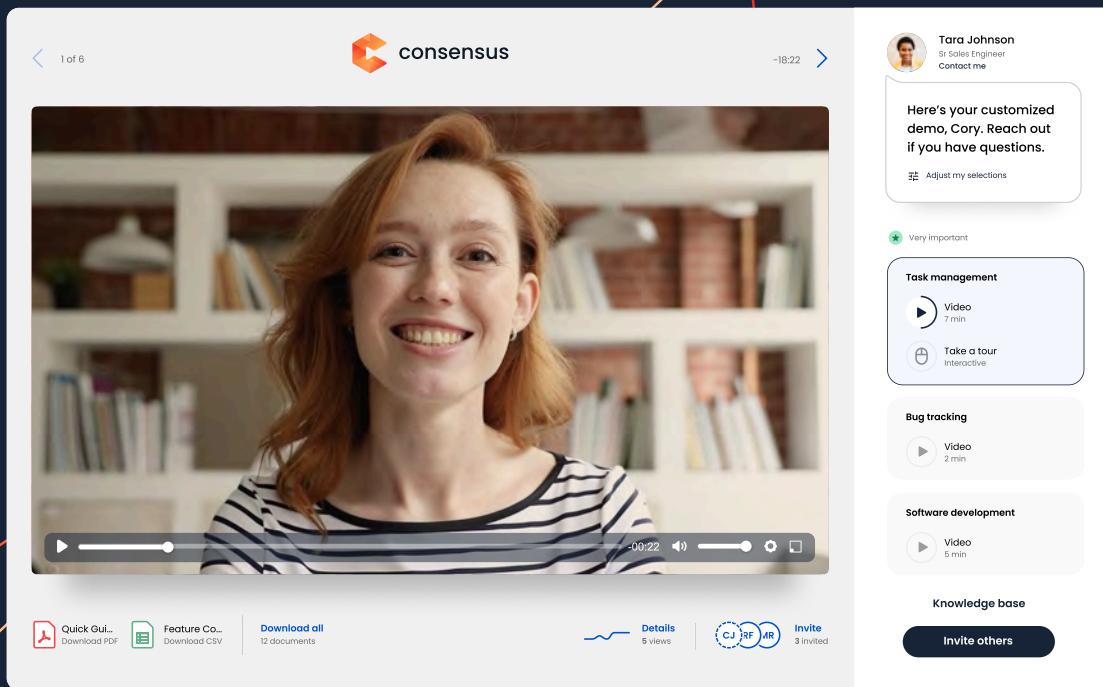 1 of 6
consensus
-18:22
-00:22
Quick Gui...
Download PDF
Feature Co...
Download CSV
Download all
12 documents
Details
5 views
CJ
RF
MR
Invite
3 invited
Tara Johnson
Sr Sales Engineer
Contact me
Here's your customized
demo, Cory. Reach out
if you have questions.
Adjust my selections
Very important
Task management
Video
7 min
Take a tour
Interactive
Bug tracking
Video
2 min
Software development
Video
5 min
Knowledge base
Invite others